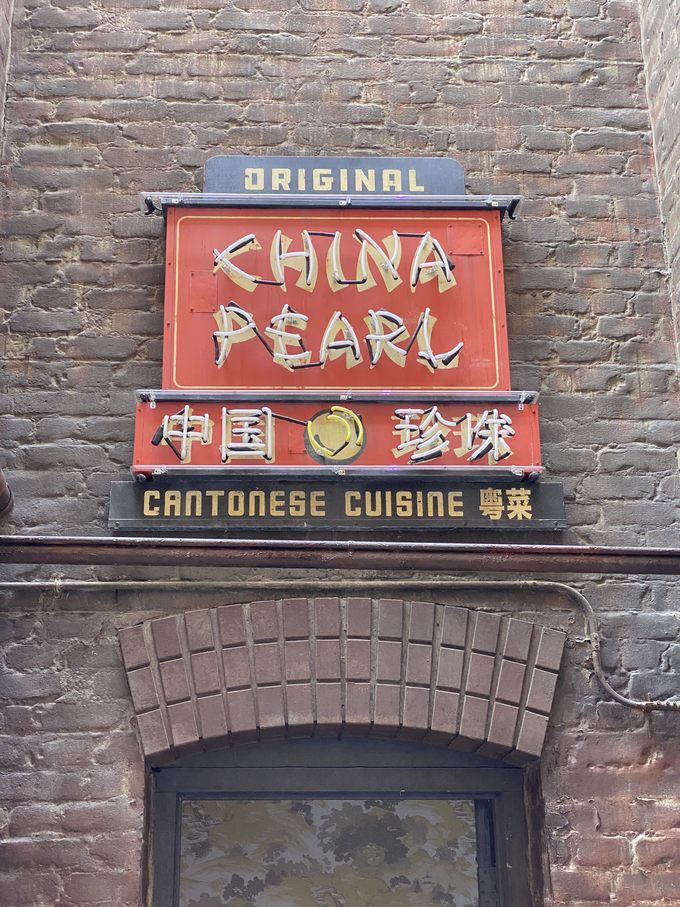 ORIGINAL
CHINA
PEARL
中国 珍珠
CANTONESE CUISINE 粤菜